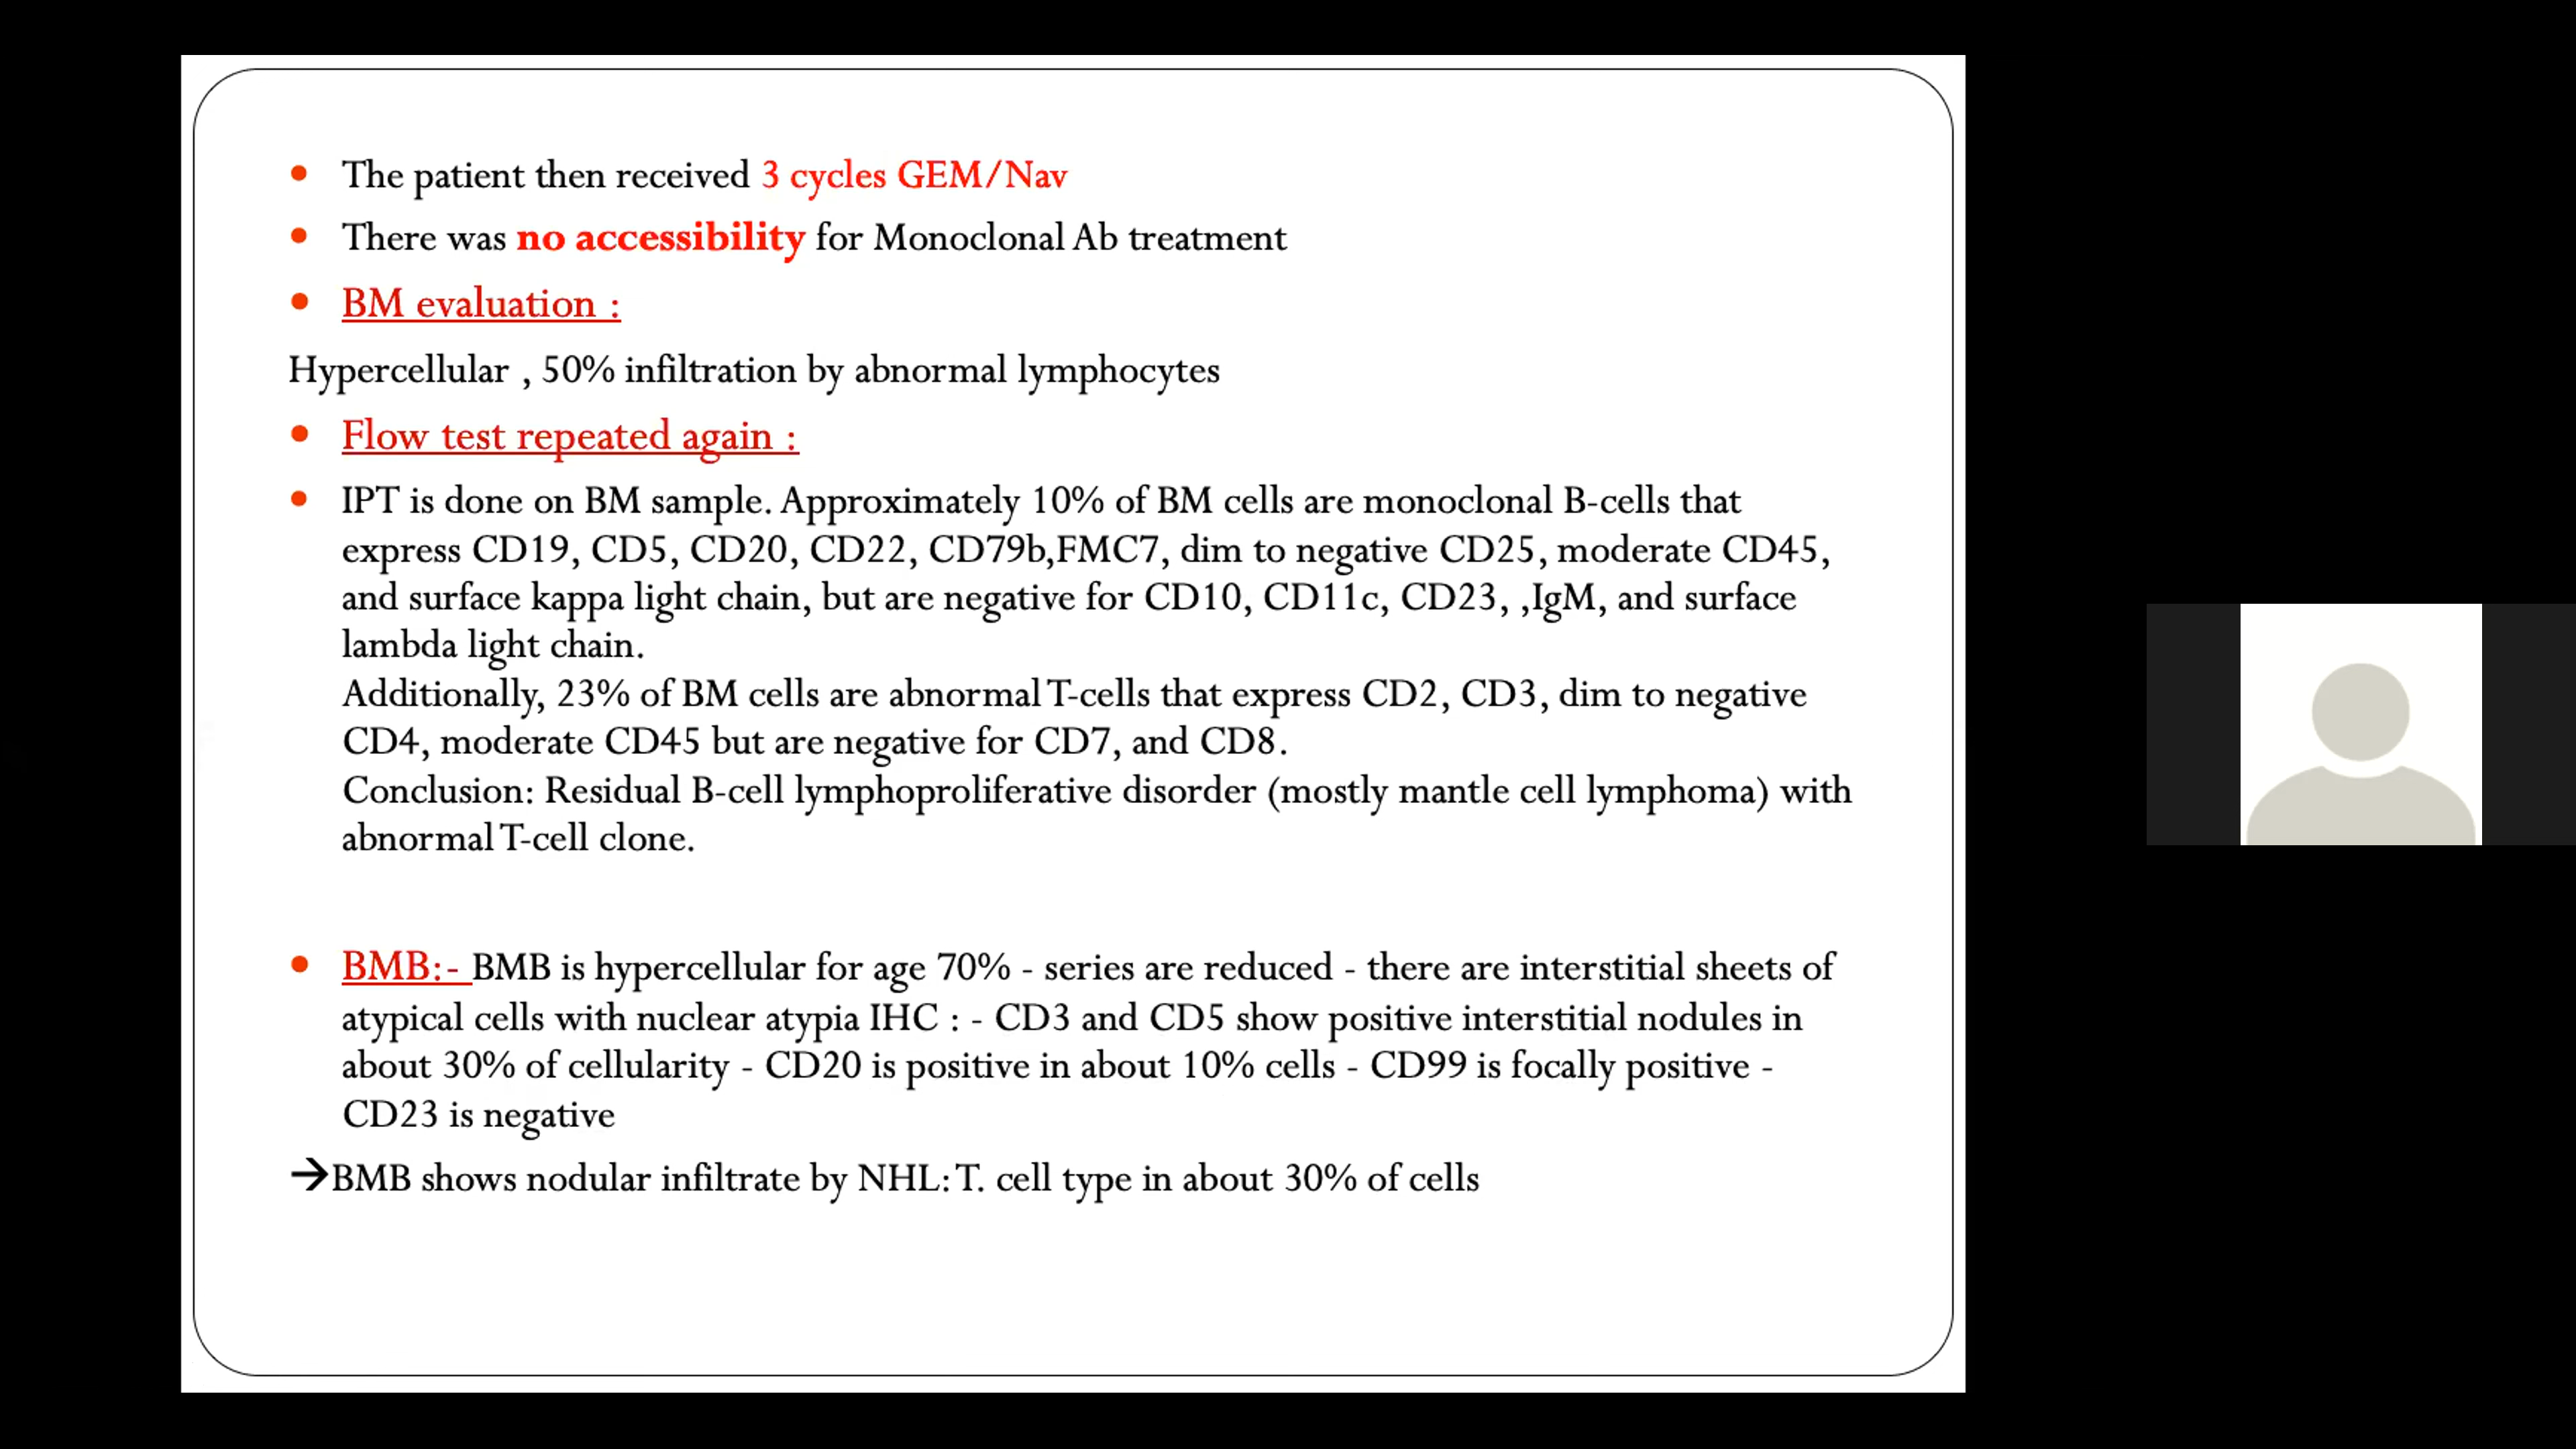 • The patient then received 3 cycles GEM/Nav
• There was no accessibility for Monoclonal Ab treatment
• BM evaluation :
Hypercellular , 50% infiltration by abnormal lymphocytes
• Flow test repeated again :
• IPT is done on BM sample. Approximately 10% of BM cells are monoclonal B-cells that
express CD19, CD5, CD20, CD22, CD79b,FMC7, dim to negative CD25, moderate CD45,
and surface kappa light chain, but are negative for CD10, CD11c, CD23, ,IgM, and surface
lambda light chain.
Additionally, 23% of BM cells are abnormal T-cells that express CD2, CD3, dim to negative
CD4, moderate CD45 but are negative for CD7, and CD8.
Conclusion: Residual B-cell lymphoproliferative disorder (mostly mantle cell lymphoma) with
abnormal T-cell clone.
• BMB:- BMB is hypercellular for age 70% - series are reduced - there are interstitial sheets of
atypical cells with nuclear atypia IHC : - CD3 and CD5 show positive interstitial nodules in
about 30% of cellularity - CD20 is positive in about 10% cells - CD99 is focally positive -
CD23 is negative
→BMB shows nodular infiltrate by NHL: T. cell type in about 30% of cells